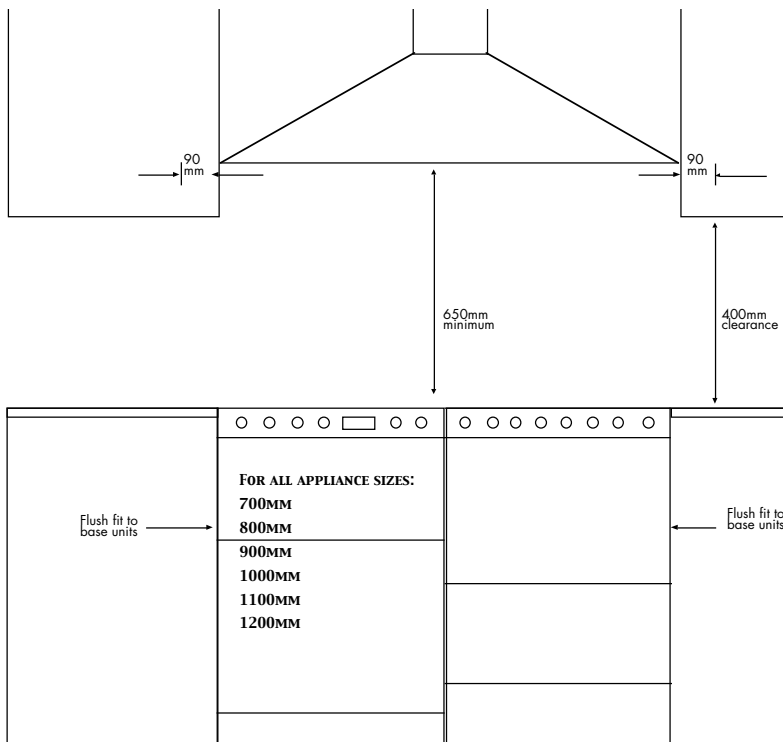 90
mm
90
mm
650mm
minimum
400mm
clearance
FOR ALL APPLIANCE SIZES:
700MM
800MM
900MM
1000MM
1100MM
1200MM
Flush fit to
base units
Flush fit to
base units